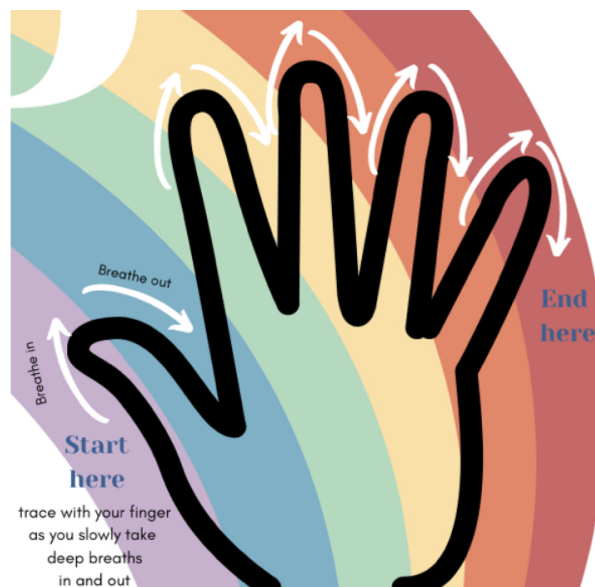 Breathe out
Breathe in
Start
here
trace with your finger
as you slowly take
deep breaths
in and out
End
here